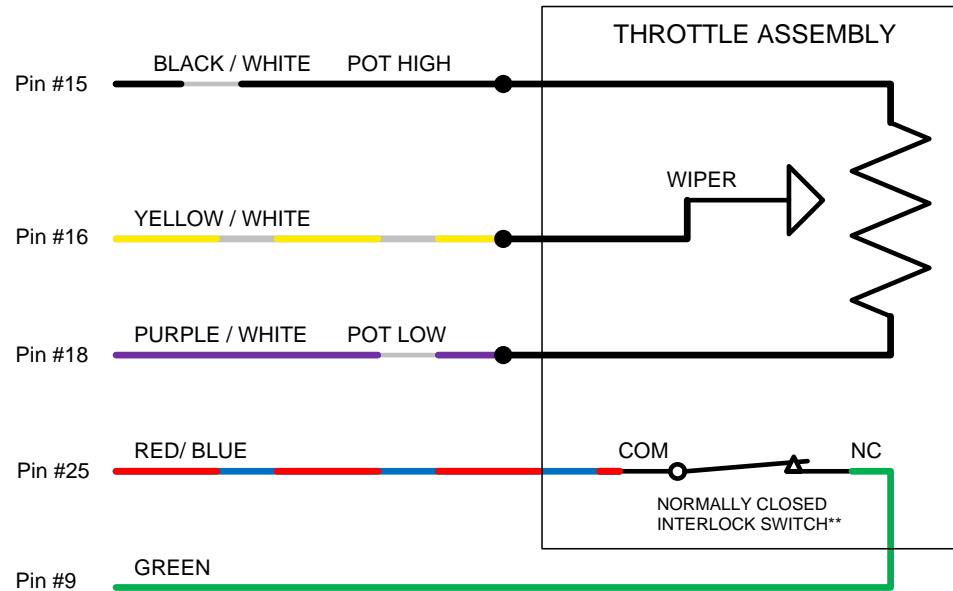 THROTTLE ASSEMBLY
BLACK / WHITE POT HIGH
Pin #15
WIPER
YELLOW / WHITE
Pin #16
PURPLE / WHITE POT LOW
Pin #18
RED/ BLUE COM NC
Pin #25
NORMALLY CLOSED
INTERLOCK SWITCH**
GREEN
Pin #9